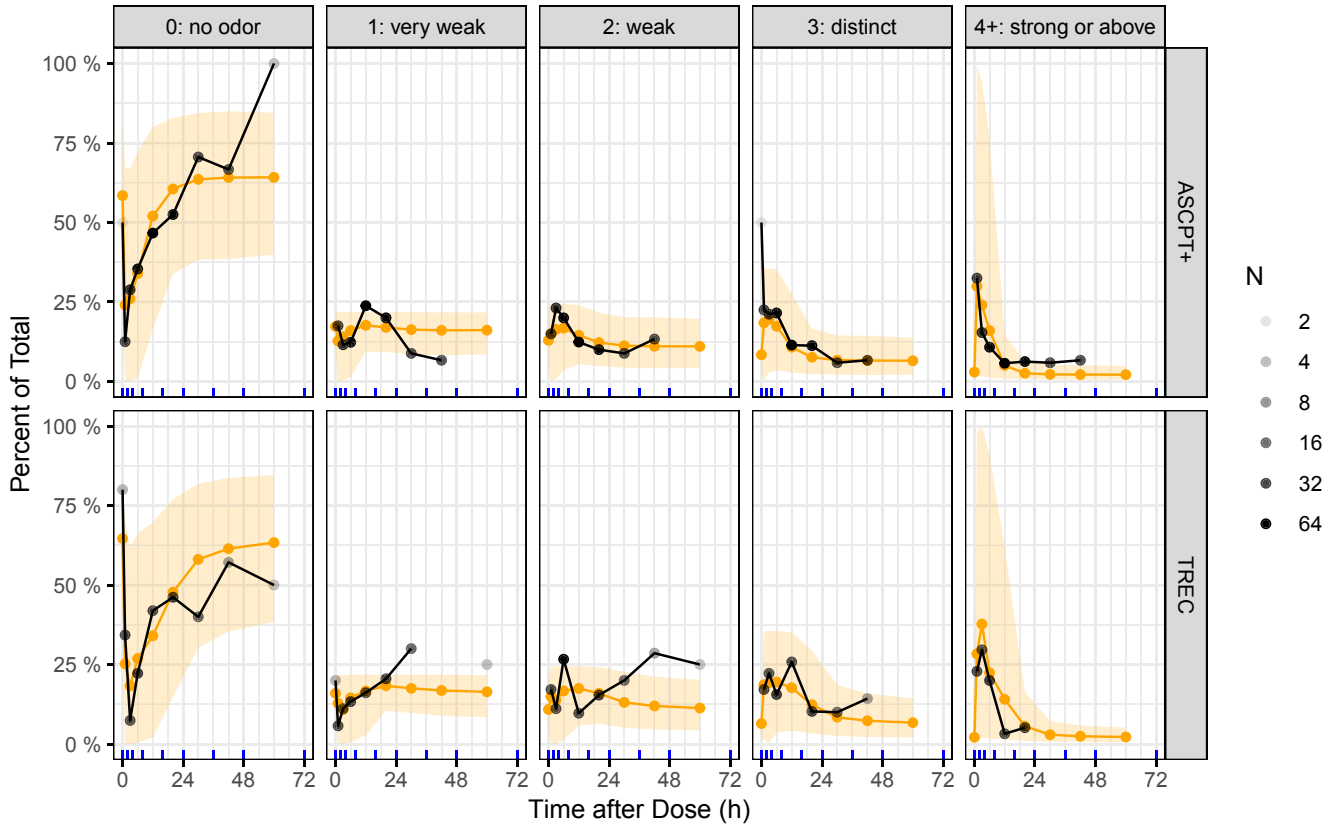 0: no odor
1: very weak
2: weak
3: distinct
4+: strong or above
100 %
75 %
50 %
25 %
0 %
ASCPT+
100 %
75 %
50 %
25 %
0 %
TREC
Percent of Total
0 24 48 72
0 24 48 72
0 24 48 72
0 24 48 72
0 24 48 72
Time after Dose (h)
N
2
4
8
16
32
64